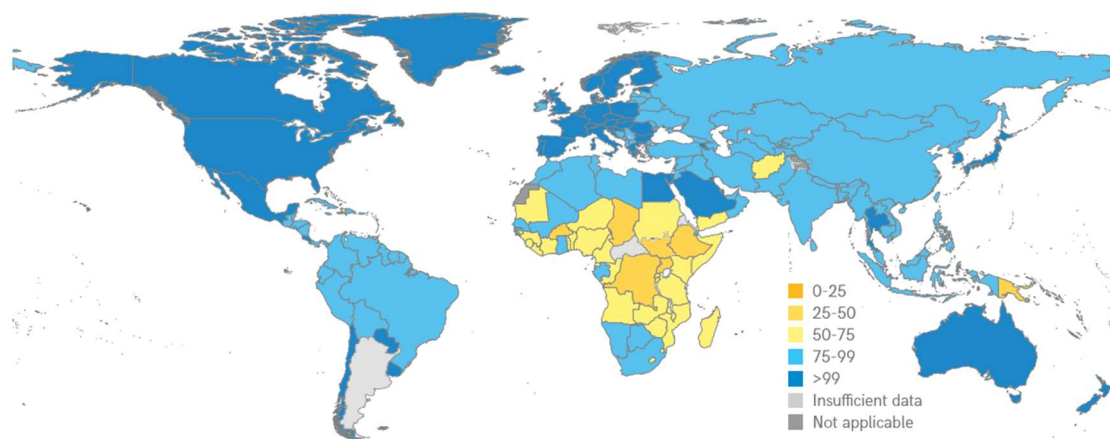 0-25
25-50
50-75
75-99
>99
Insufficient data
Not applicable